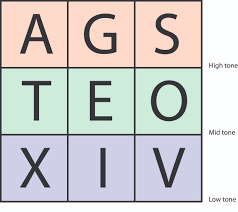 A G S
High tone
T E O
Mid tone
X I V
Low tone